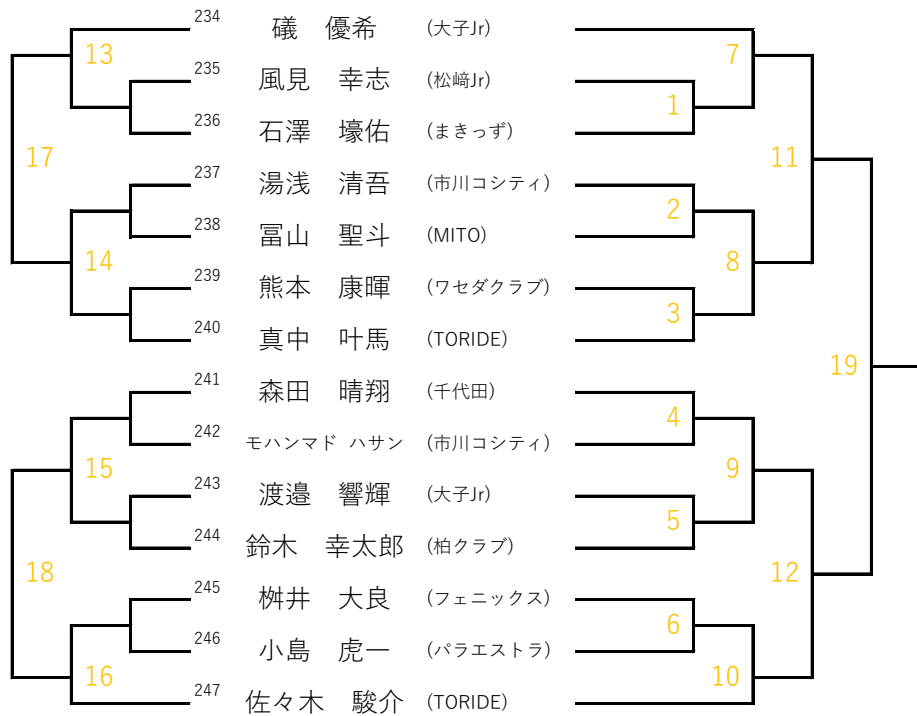 234 礒 優希 (大子Jr)
13 7
235 風見 幸志 (松﨑Jr)
1
236 石澤 壕佑 (まきっず)
17 11
237 湯浅 清吾 (市川コシティ)
2
238 冨山 聖斗 (MITO)
14 8
239 熊本 康暉 (ワセダクラブ)
3
240 真中 叶馬 (TORIDE)
19
241 森田 晴翔 (千代田)
4
242 モハンマド ハサン (市川コシティ)
15 9
243 渡邉 響輝 (大子Jr)
5
244 鈴木 幸太郎 (柏クラブ)
18 12
245 桝井 大良 (フェニックス)
6
246 小島 虎一 (パラエストラ)
16 10
247 佐々木 駿介 (TORIDE)